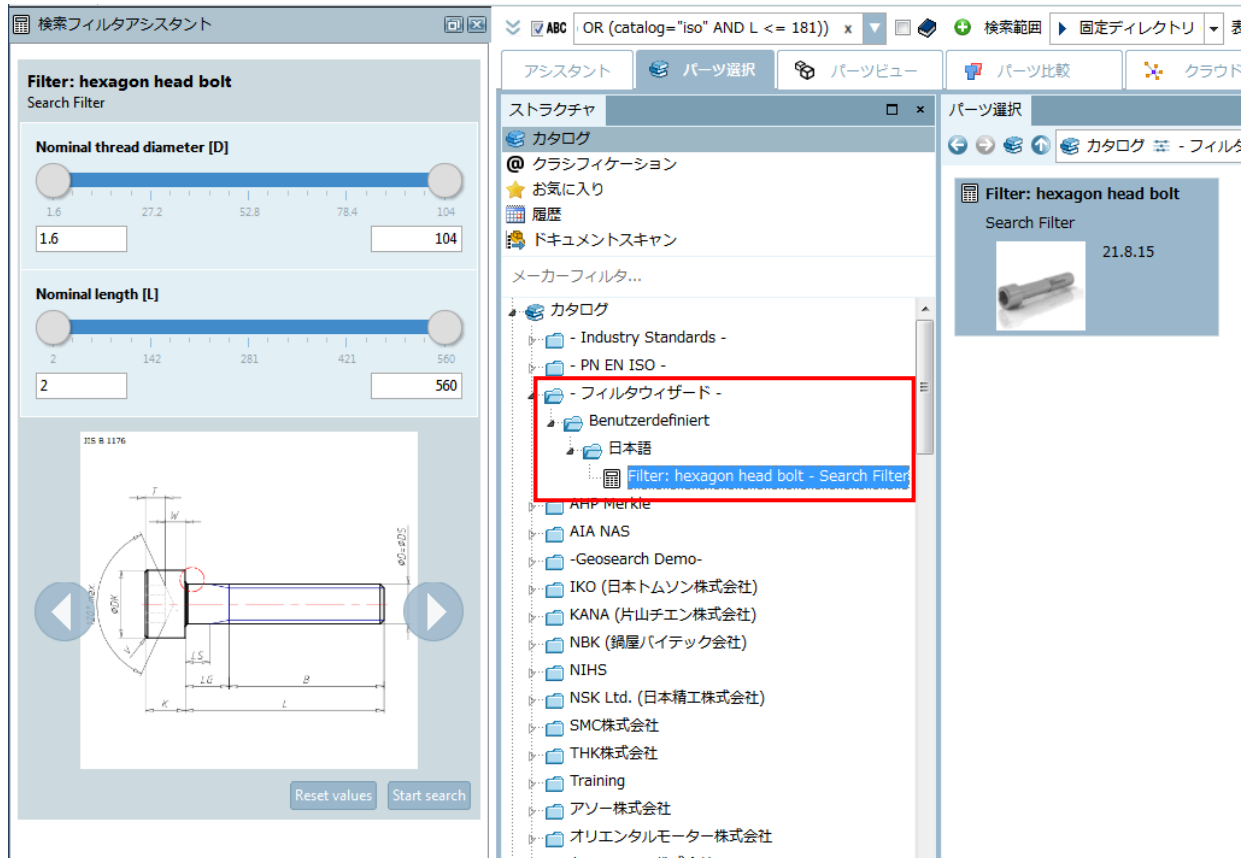 検索フィルタアシスタント
Filter: hexagon head bolt
Search Filter
Nominal thread diameter [D]
1.6 27.2 52.8 78.4 104
1.6 104
Nominal length [L]
2 142 281 421 560
2 560
JIS B 1176
T
W
120° max
øDK
øD=øDS
V
LS
LG B
K L
Reset values Start search
ABC OR (catalog="iso" AND L <= 181)) x 検索範囲 固定ディレクトリ
アシスタント パーツ選択 パーツビュー パーツ比較 クラウド
ストラクチャ
カタログ
クラシフィケーション
お気に入り
履歴
ドキュメントスキャン
メーカーフィルタ...
カタログ
- Industry Standards -
- PN EN ISO -
- フィルタウィザード -
Benutzerdefiniert
日本語
Filter: hexagon head bolt - Search Filter
AHP Merkle
AIA NAS
-Geosearch Demo-
IKO (日本トムソン株式会社)
KANA (片山チエン株式会社)
NBK (鍋屋バイテック会社)
NIHS
NSK Ltd. (日本精工株式会社)
SMC株式会社
THK株式会社
Training
アソー株式会社
オリエンタルモーター株式会社
パーツ選択
カタログ - フィルタ
Filter: hexagon head bolt
Search Filter
21.8.15